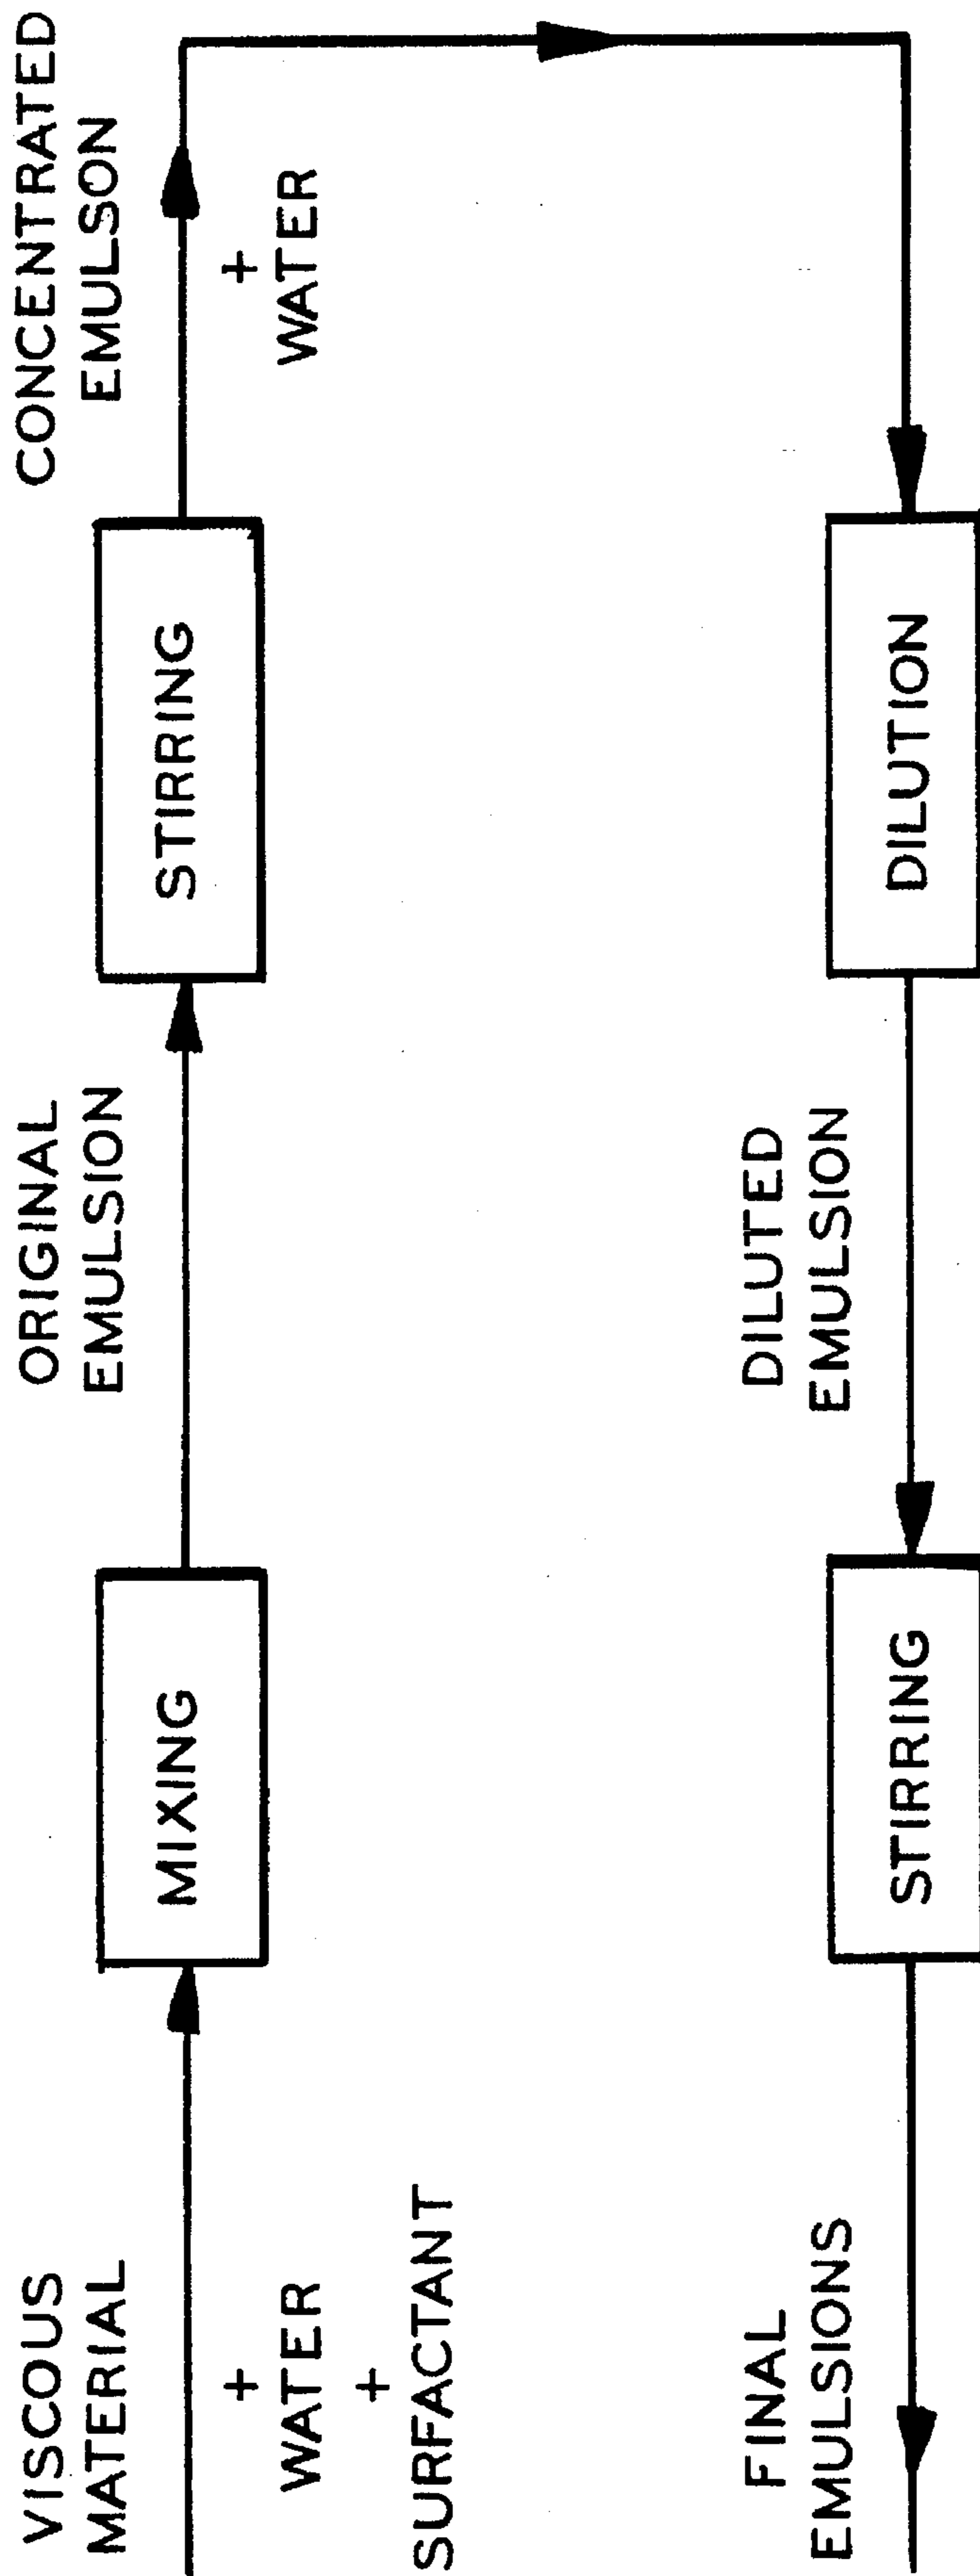 VISCOUS
MATERIAL
+
WATER
+
SURFACTANT
MIXING
ORIGINAL
EMULSION
STIRRING
CONCENTRATED
EMULSON
+
WATER
DILUTION
DILUTED
EMULSION
STIRRING
FINAL
EMULSIONS